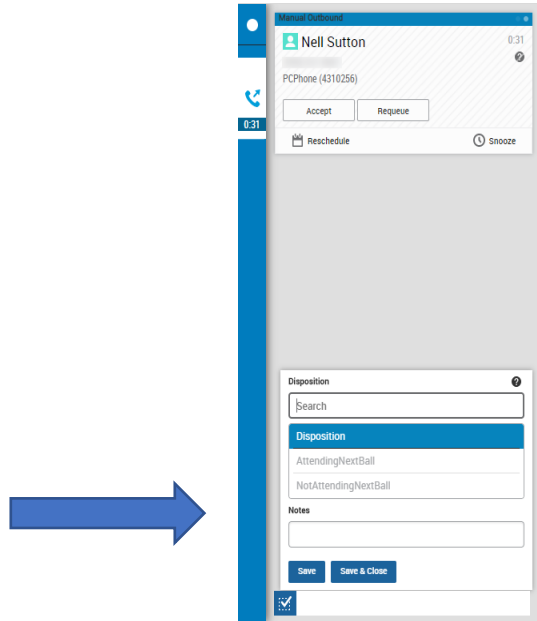 Manual Outbound
Nell Sutton
0:31
PCPhone (4310256)
Accept
Requeue
0:31
Reschedule
Snooze
Disposition
Search
Disposition
AttendingNextBall
NotAttendingNextBall
Notes
Save
Save & Close